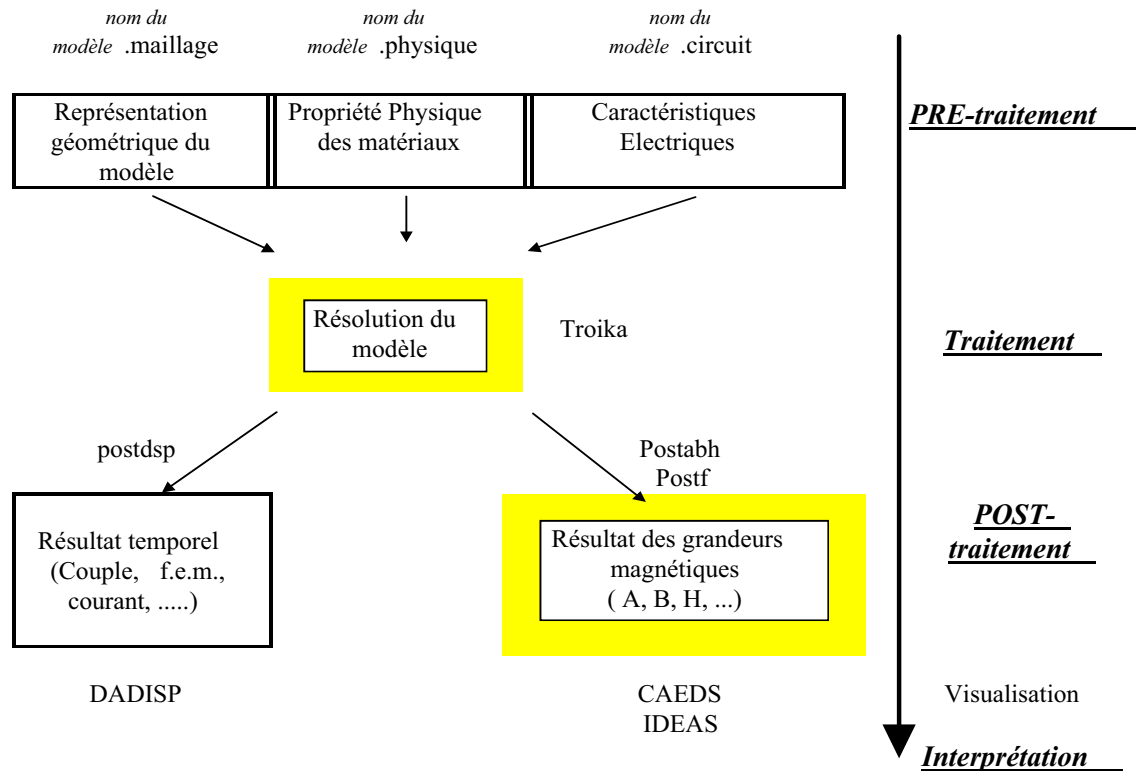 nom du
modèle .maillage
nom du
modèle .physique
nom du
modèle .circuit
Représentation
géométrique du
modèle
Propriété Physique
des matériaux
Caractéristiques
Electriques
PRE-traitement
Résolution du
modèle
Troika
Traitement
postdsp
Postabh
Postf
Résultat temporel
(Couple, f.e.m.,
courant, .....)
Résultat des grandeurs
magnétiques
( A, B, H, ...)
POST-
traitement
DADISP
CAEDS
IDEAS
Visualisation
Interprétation